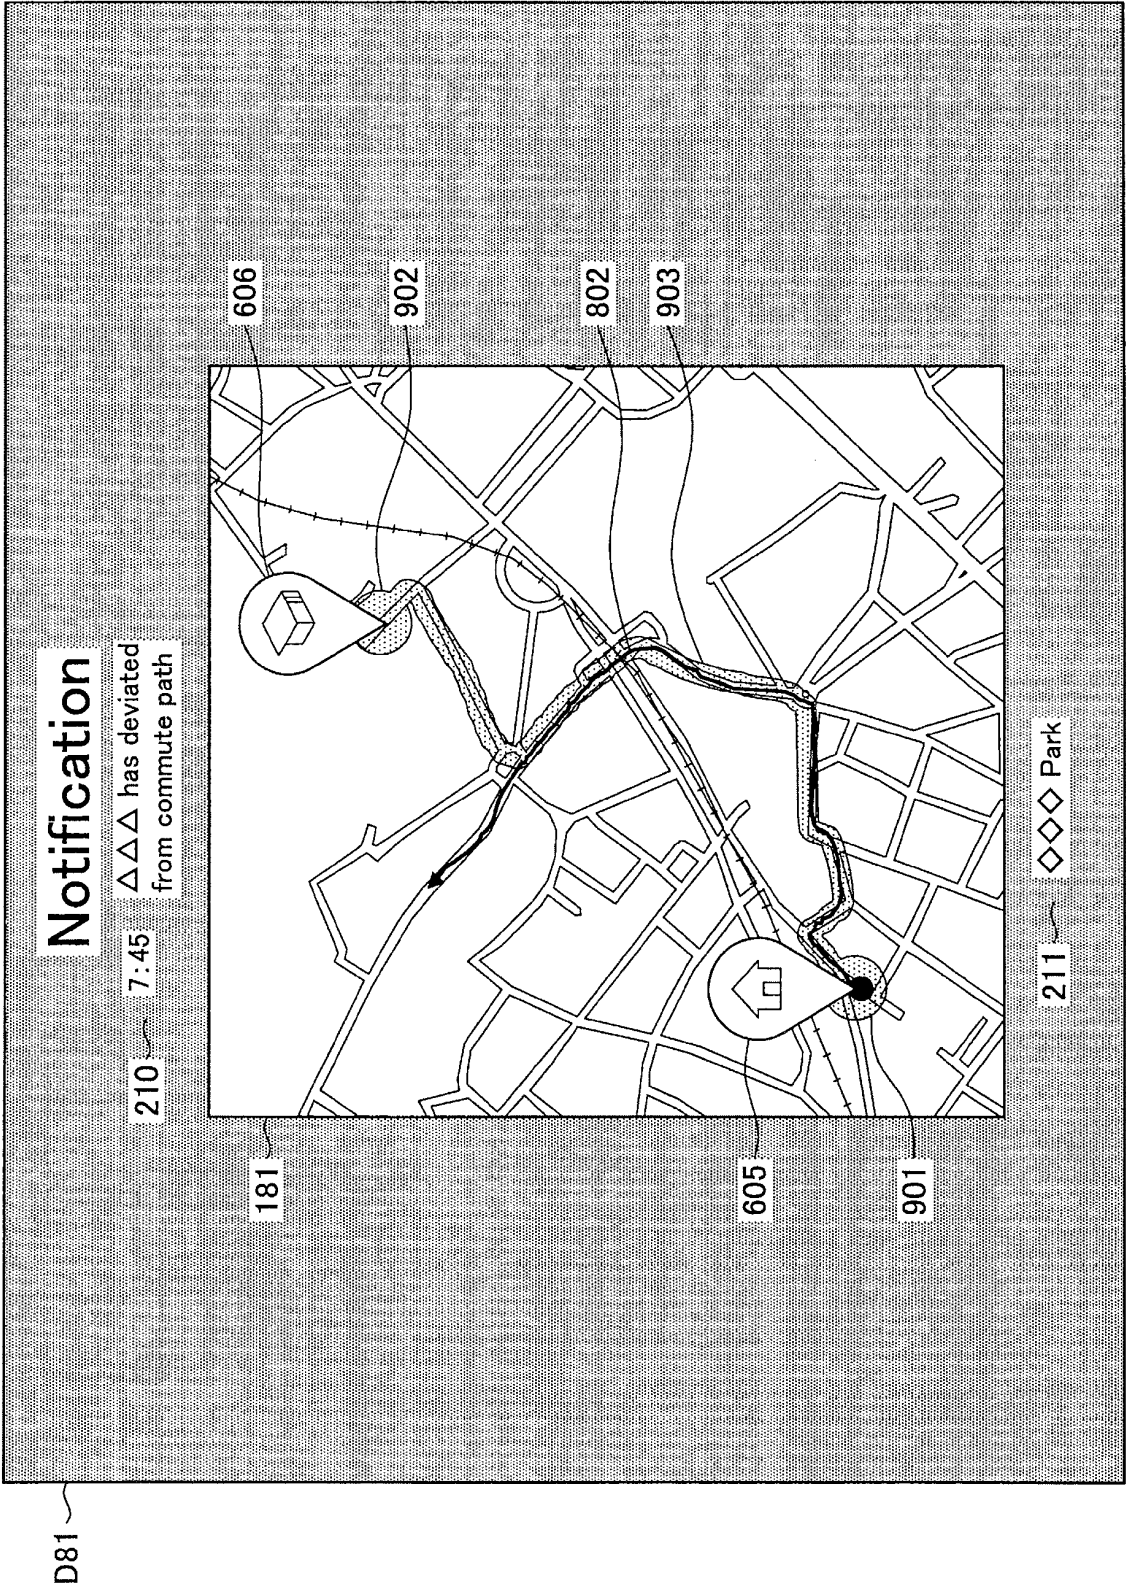 D81
Notification
210 7:45 △△△ has deviated
from commute path
181
606
902
802
903
605
901
211 ◇◇◇ Park